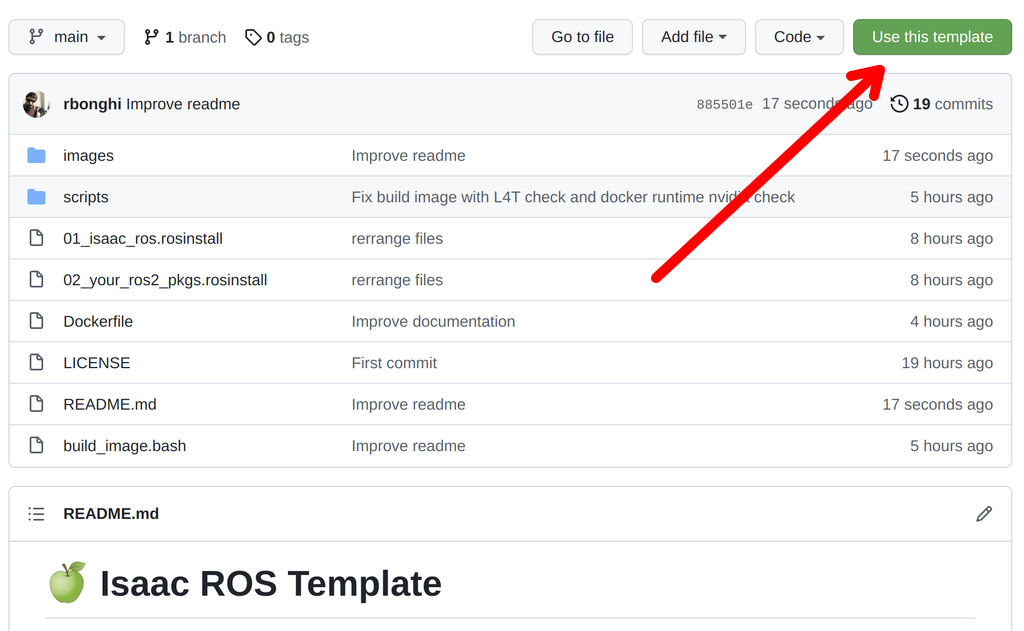 main 1 branch 0 tags Go to file Add file Code Use this template
rbonghi Improve readme 885501e 17 seconds ago 19 commits
images Improve readme 17 seconds ago
scripts Fix build image with L4T check and docker runtime nvidia check 5 hours ago
01_isaac_ros.rosinstall rerrange files 8 hours ago
02_your_ros2_pkgs.rosinstall rerrange files 8 hours ago
Dockerfile Improve documentation 4 hours ago
LICENSE First commit 19 hours ago
README.md Improve readme 17 seconds ago
build_image.bash Improve readme 5 hours ago
README.md
Isaac ROS Template